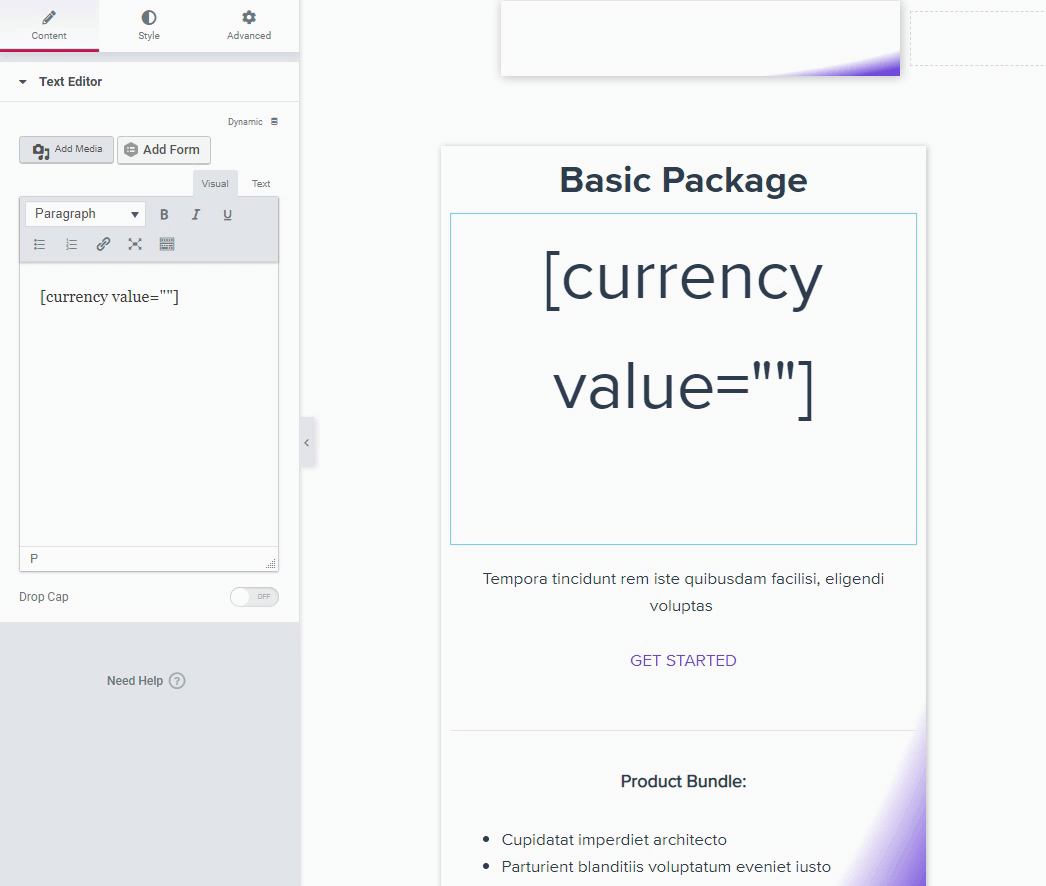 Content
Style
Advanced
Text Editor
Dynamic
Add Media
Add Form
Visual
Text
Paragraph
B
I
U
[currency value=""]
P
Drop Cap
OFF
Need Help ?
Basic Package
[currency
value=""]
Tempora tincidunt rem iste quibusdam facilisi, eligendi
voluptas
GET STARTED
Product Bundle:
• Cupidatat imperdiet architecto
• Parturient blanditiis voluptatum eveniet iusto